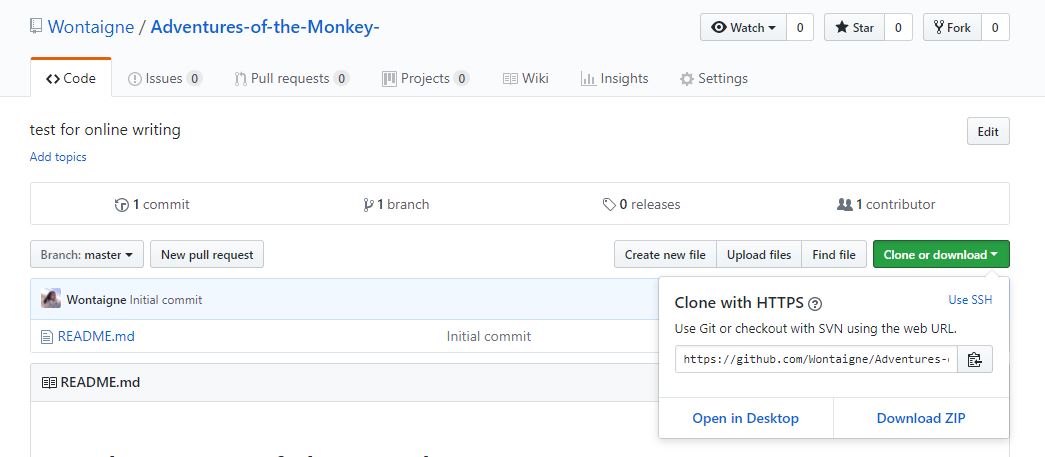 Wontaigne / Adventures-of-the-Monkey-
Watch 0 Star 0 Fork 0
Code Issues 0 Pull requests 0 Projects 0 Wiki Insights Settings
test for online writing
Edit
Add topics
1 commit 1 branch 0 releases 1 contributor
Branch: master New pull request Create new file Upload files Find file Clone or download
Wontaigne Initial commit
README.md Initial commit
README.md
Clone with HTTPS ? Use SSH
Use Git or checkout with SVN using the web URL.
https://github.com/Wontaigne/Adventures-
Open in Desktop Download ZIP